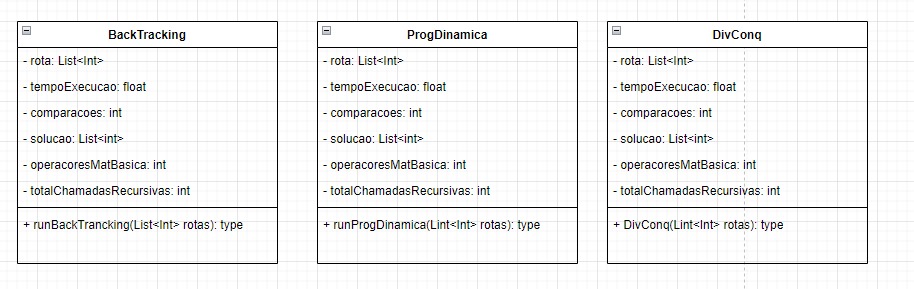 BackTracking
- rota: List<Int>
- tempoExecucao: float
- comparacoes: int
- solucao: List<int>
- operacoresMatBasica: int
- totalChamadasRecursivas: int
+ runBackTrancking(List<Int> rotas): type
ProgDinamica
- rota: List<Int>
- tempoExecucao: float
- comparacoes: int
- solucao: List<int>
- operacoresMatBasica: int
- totalChamadasRecursivas: int
+ runProgDinamica(Lint<Int> rotas): type
DivConq
- rota: List<Int>
- tempoExecucao: float
- comparacoes: int
- solucao: List<int>
- operacoresMatBasica: int
- totalChamadasRecursivas: int
+ DivConq(Lint<Int> rotas): type